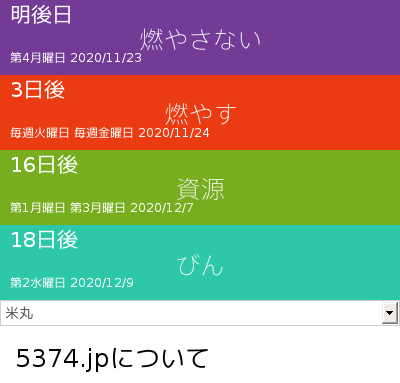 明後日
燃やさない
第4月曜日 2020/11/23
3日後
燃やす
毎週火曜日 毎週金曜日 2020/11/24
16日後
資源
第1月曜日 第3月曜日 2020/12/7
18日後
びん
第2水曜日 2020/12/9
米丸
5374.jpについて